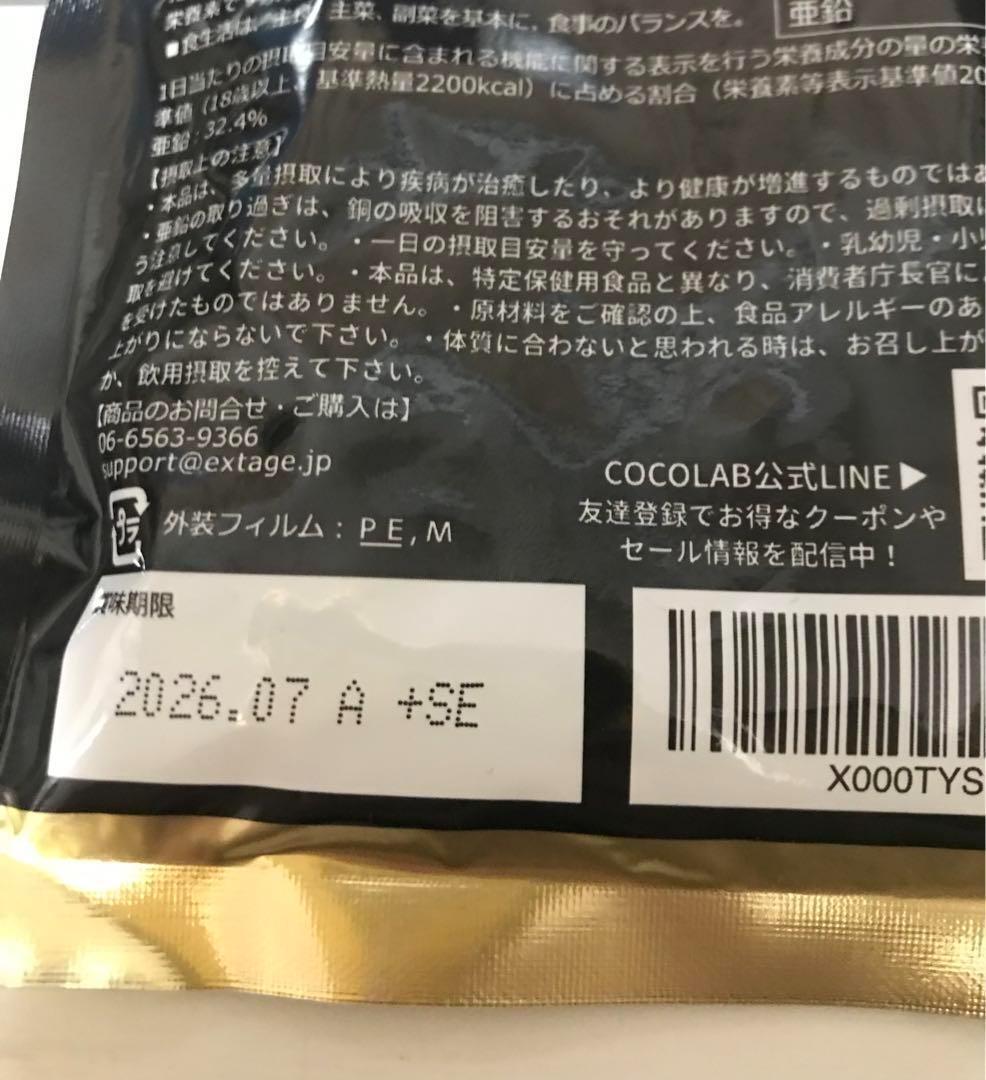 ■食生活は、主食、主菜、副菜を基本に、食事のバランスを。
亜鉛
1日当たりの摂取目安量に含まれる機能に関する表示を行う栄養成分の量の栄
準値（18歳以上、基準熱量2200kcal）に占める割合（栄養素等表示基準値20
亜鉛：32.4%
【摂取上の注意】
・本品は、多量摂取により疾病が治癒したり、より健康が増進するものではあ
・亜鉛の取り過ぎは、銅の吸収を阻害するおそれがありますので、過剰摂取に
う注意してください。・一日の摂取目安量を守ってください。・乳幼児・小児
取を避けてください。・本品は、特定保健用食品と異なり、消費者庁長官に
を受けたものではありません。・原材料をご確認の上、食品アレルギーのあ
上がりにならないで下さい。・体質に合わないと思われる時は、お召し上が
か、飲用摂取を控えて下さい。
【商品のお問合せ・ご購入は】
06-6563-9366
support@extage.jp
プラ 外装フィルム：PE,M
COCOLAB公式LINE▶
友達登録でお得なクーポンや
セール情報を配信中！
賞味期限
2026.07 A +SE
X000TYS